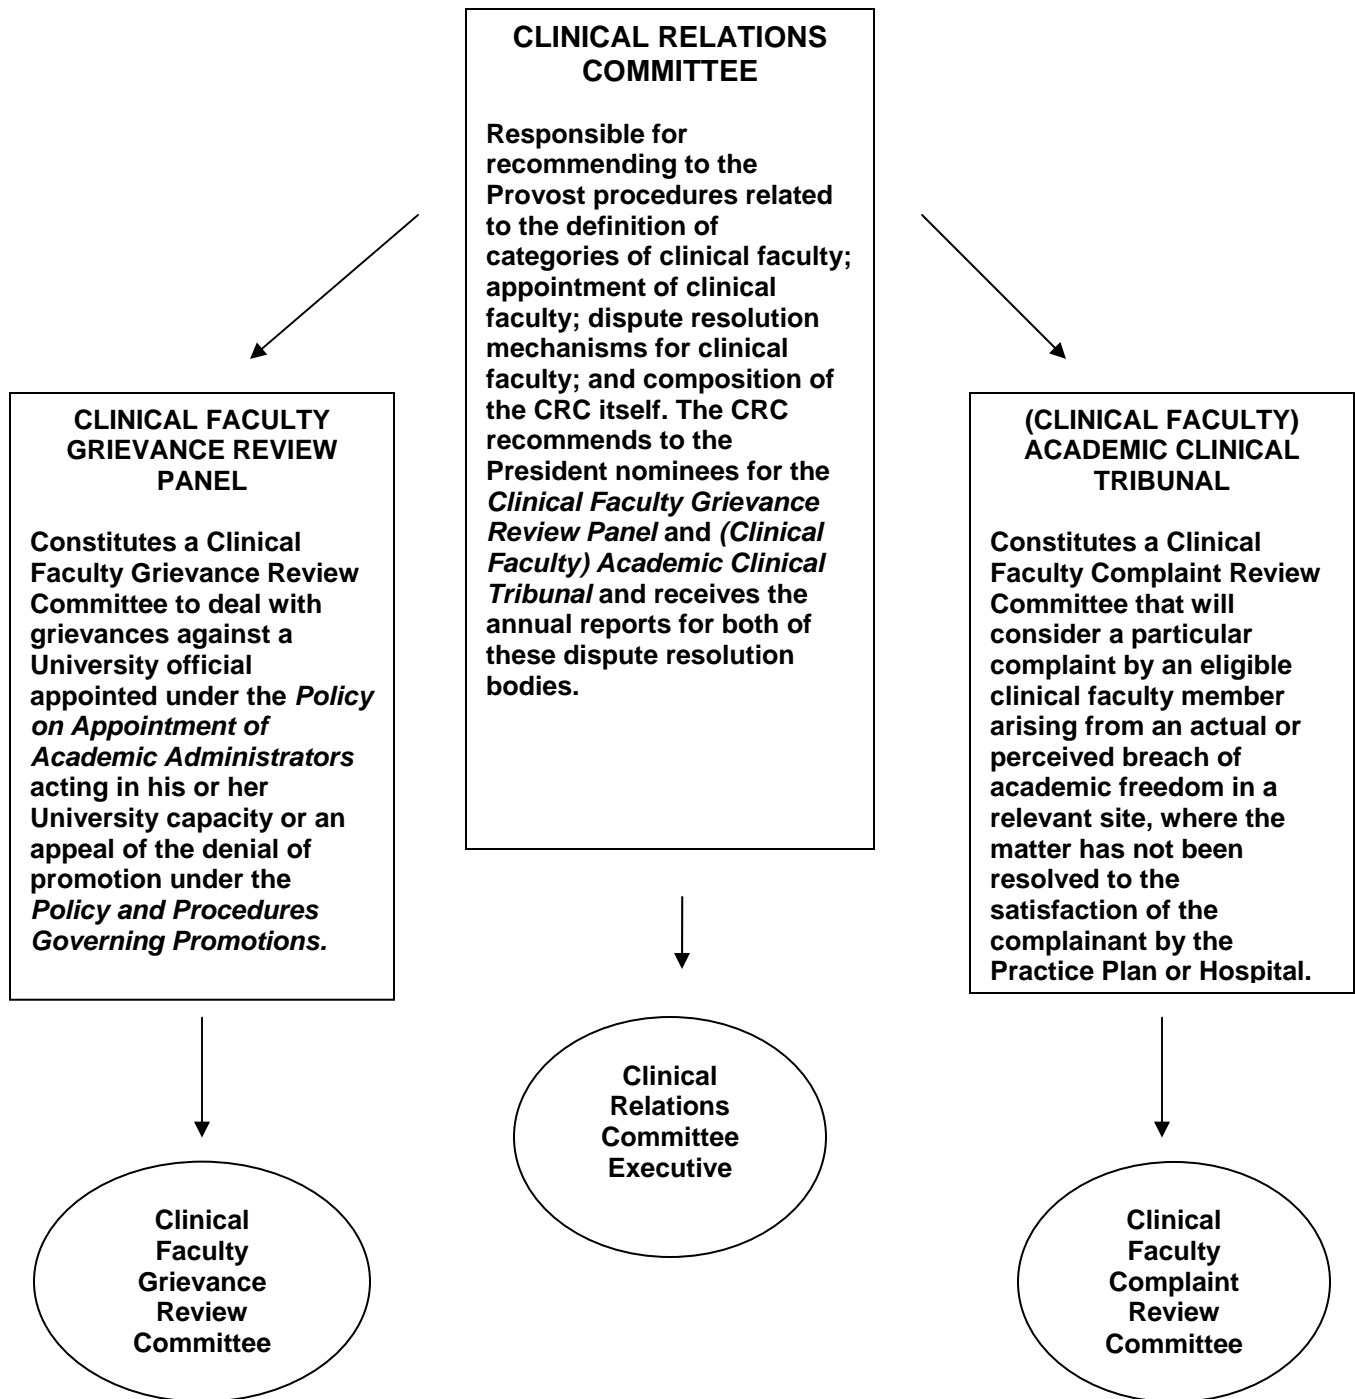 CLINICAL RELATIONS
COMMITTEE
Responsible for
recommending to the
Provost procedures related
to the definition of
categories of clinical faculty;
appointment of clinical
faculty; dispute resolution
mechanisms for clinical
faculty; and composition of
the CRC itself. The CRC
recommends to the
President nominees for the
Clinical Faculty Grievance
Review Panel and (Clinical
Faculty) Academic Clinical
Tribunal and receives the
annual reports for both of
these dispute resolution
bodies.
CLINICAL FACULTY
GRIEVANCE REVIEW
PANEL
Constitutes a Clinical
Faculty Grievance Review
Committee to deal with
grievances against a
University official
appointed under the Policy
on Appointment of
Academic Administrators
acting in his or her
University capacity or an
appeal of the denial of
promotion under the
Policy and Procedures
Governing Promotions.
(CLINICAL FACULTY)
ACADEMIC CLINICAL
TRIBUNAL
Constitutes a Clinical
Faculty Complaint Review
Committee that will
consider a particular
complaint by an eligible
clinical faculty member
arising from an actual or
perceived breach of
academic freedom in a
relevant site, where the
matter has not been
resolved to the
satisfaction of the
complainant by the
Practice Plan or Hospital.
Clinical
Relations
Committee
Executive
Clinical
Faculty
Grievance
Review
Committee
Clinical
Faculty
Complaint
Review
Committee